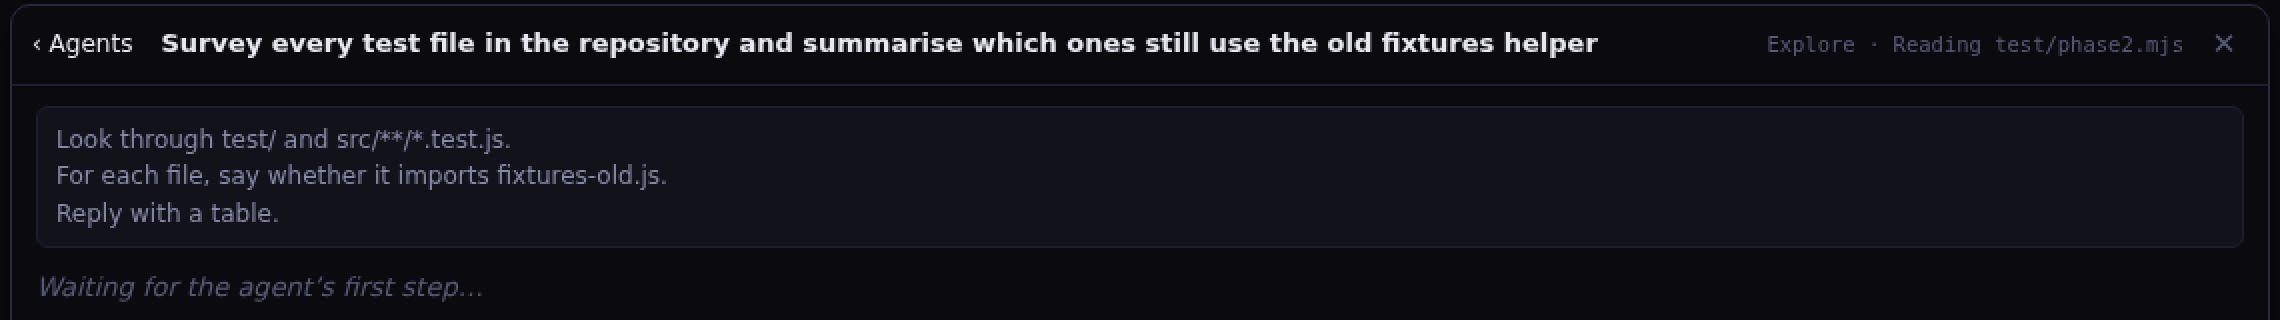 ‹ Agents Survey every test file in the repository and summarise which ones still use the old fixtures helper Explore · Reading test/phase2.mjs ✕
Look through test/ and src/**/*.test.js.
For each file, say whether it imports fixtures-old.js.
Reply with a table.
Waiting for the agent’s first step…